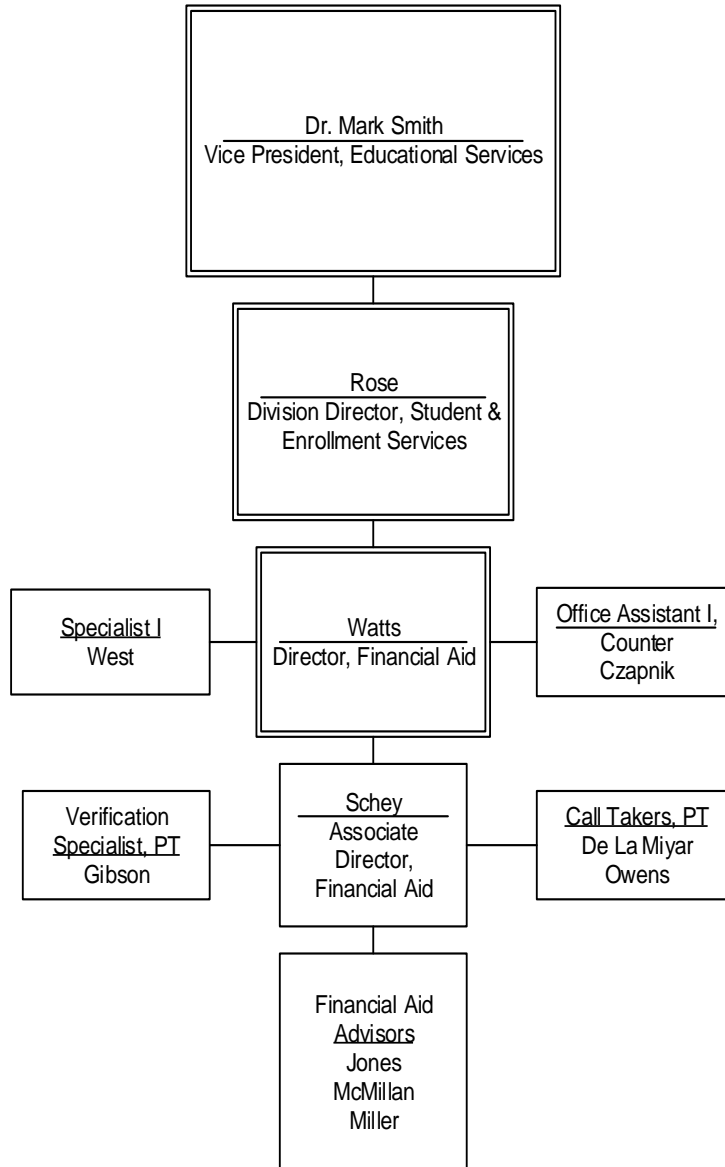 Dr. Mark Smith
Vice President, Educational Services
Rose
Division Director, Student &
Enrollment Services
Specialist I
West
Watts
Director, Financial Aid
Office Assistant I,
Counter
Czapnik
Verification
Specialist, PT
Gibson
Schey
Associate
Director,
Financial Aid
Call Takers, PT
De La Miyar
Owens
Financial Aid
Advisors
Jones
McMillan
Miller